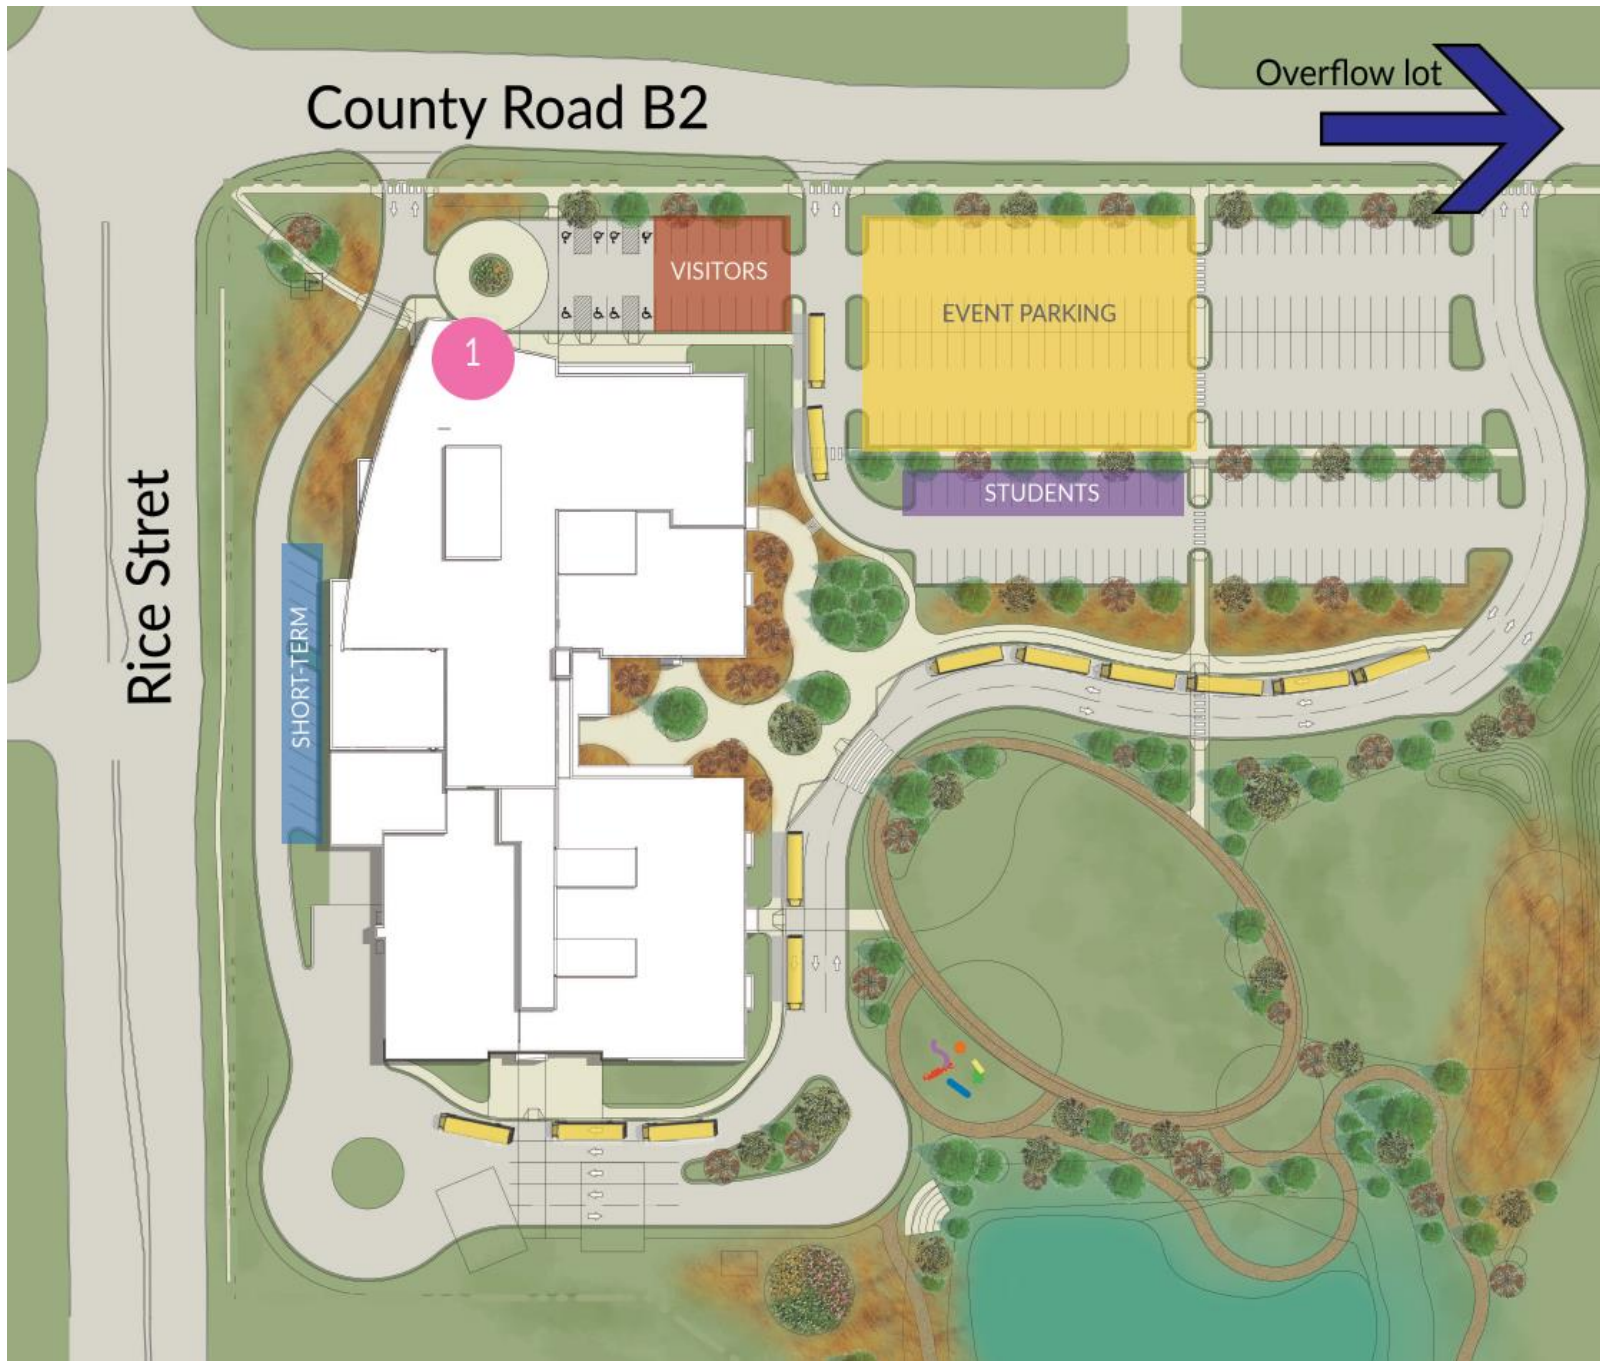 Overflow lot
County Road B2
VISITORS
EVENT PARKING
1
STUDENTS
Rice Stret
SHORT-TERM